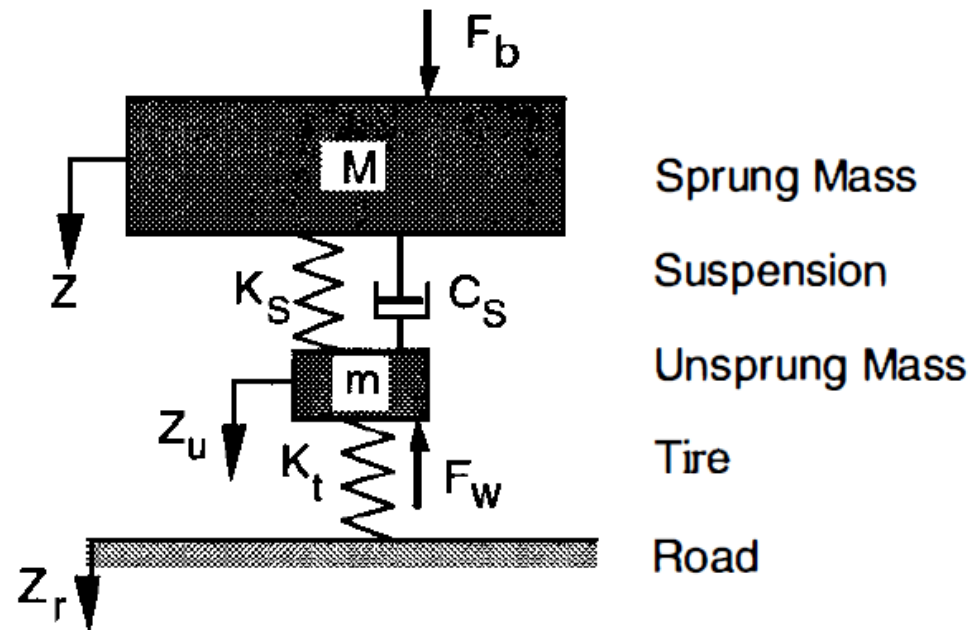 F_b
M
Sprung Mass
Z
K_S
C_S
Suspension
m
Unsprung Mass
Z_u
K_t
F_w
Tire
Road
Z_r